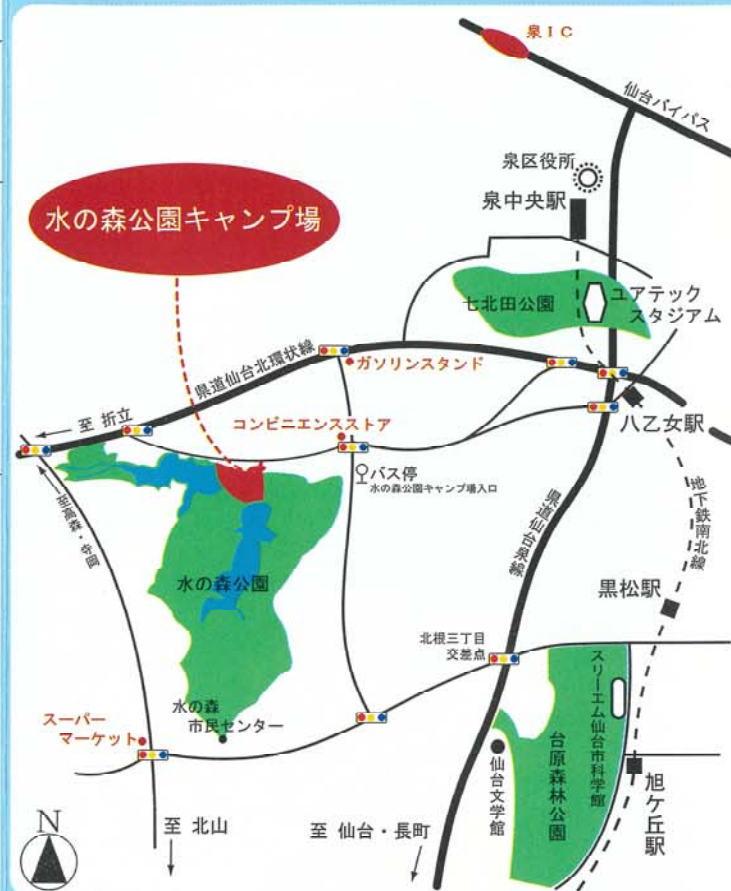 泉IC
仙台バイパス
泉区役所
泉中央駅
水の森公園キャンプ場
七北田公園
ユアテック
スタジアム
県道仙台北環状線
ガソリンスタンド
八乙女駅
至 折立
コンビニエンスストア
バス停
水の森公園キャンプ場入口
至高森・寺岡
地下鉄南北線
県道仙台泉線
水の森公園
黒松駅
北根三丁目
交差点
スリーエム仙台市科学館
水の森
市民センター
スーパー
マーケット
仙台文学館
台原森林公園
旭ケ丘駅
N
至 北山
至 仙台・長町